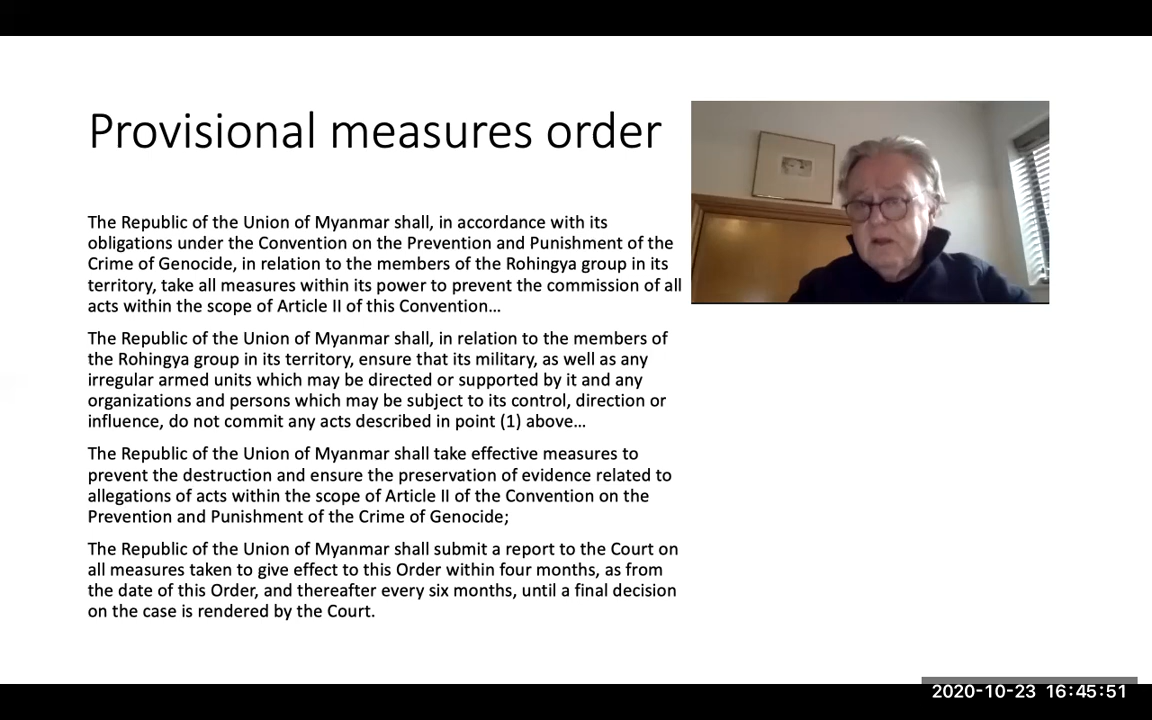 Provisional measures order
The Republic of the Union of Myanmar shall, in accordance with its
obligations under the Convention on the Prevention and Punishment of the
Crime of Genocide, in relation to the members of the Rohingya group in its
territory, take all measures within its power to prevent the commission of all
acts within the scope of Article II of this Convention...
The Republic of the Union of Myanmar shall, in relation to the members of
the Rohingya group in its territory, ensure that its military, as well as any
irregular armed units which may be directed or supported by it and any
organizations and persons which may be subject to its control, direction or
influence, do not commit any acts described in point (1) above...
The Republic of the Union of Myanmar shall take effective measures to
prevent the destruction and ensure the preservation of evidence related to
allegations of acts within the scope of Article II of the Convention on the
Prevention and Punishment of the Crime of Genocide;
The Republic of the Union of Myanmar shall submit a report to the Court on
all measures taken to give effect to this Order within four months, as from
the date of this Order, and thereafter every six months, until a final decision
on the case is rendered by the Court.
2020-10-23 16:45:51